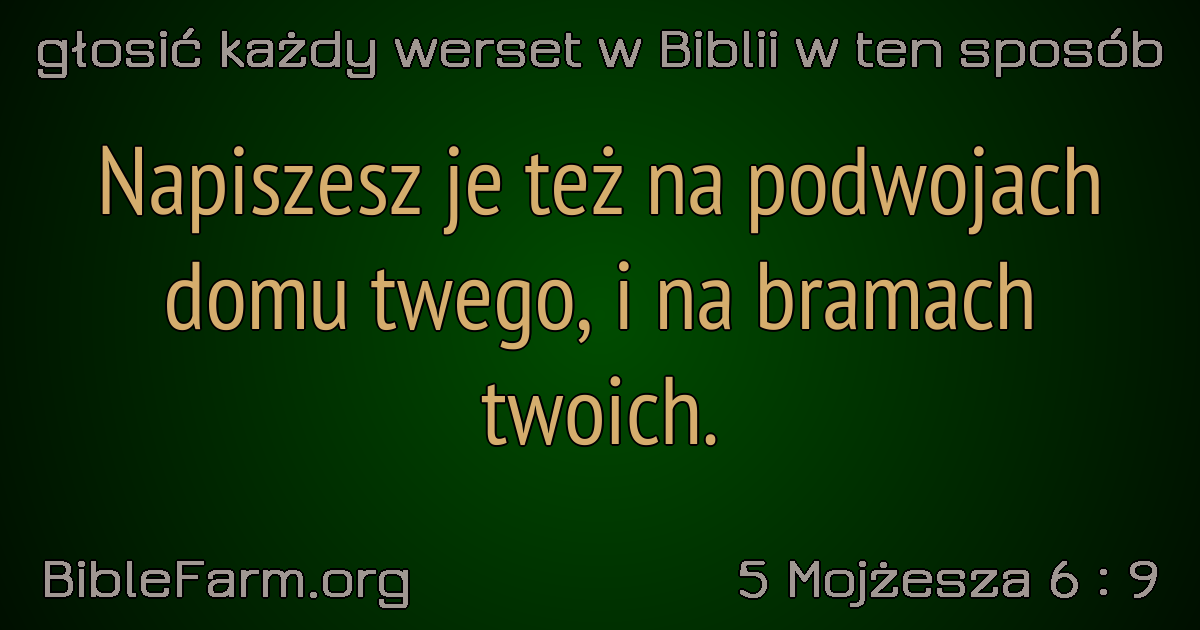 głosić każdy werset w Biblii w ten sposób
Napiszesz je też na podwojach
domu twego, i na bramach
twoich.
BibleFarm.org
5 Mojżesza 6 : 9